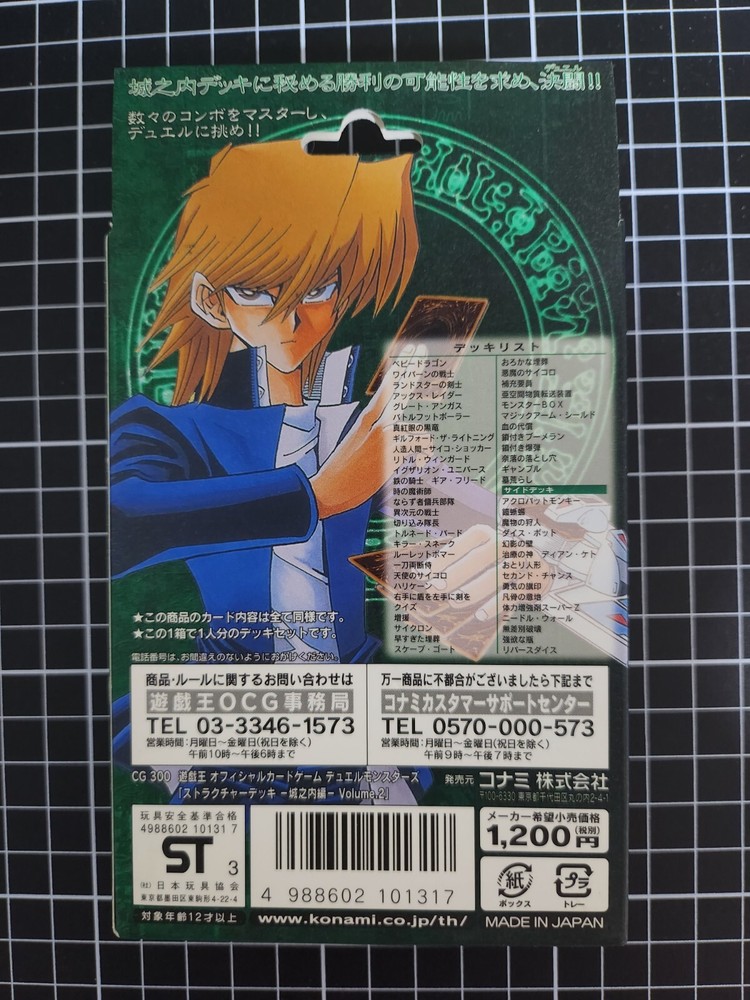 城之内デッキに秘める勝利の可能性を求め、決闘!!
デュエル
数々のコンボをマスターし、
デュエルに挑め!!
デッキリスト
ベビードラゴン
ワイバーンの戦士
ランドスターの剣士
アックス・レイダー
グレート・アンガス
バトルフットボーラー
真紅眼の黒竜
ギルフォード・ザ・ライトニング
人造人間-サイコ・ショッカー
リトル・ウィンガード
イグザリオン・ユニバース
鉄の騎士 ギア・フリード
時の魔術師
ならず者傭兵部隊
異次元の戦士
切り込み隊長
トルネード・バード
キラー・スネーク
ルーレットボマー
一刀両断侍
天使のサイコロ
ハリケーン
右手に盾を左手に剣を
クイズ
増援
サイクロン
早すぎた埋葬
スケープ・ゴート
おろかな埋葬
悪魔のサイコロ
補充要員
亜空間物質転送装置
モンスターBOX
マジックアーム・シールド
血の代償
鎖付きブーメラン
鎖付き爆弾
奈落の落とし穴
ギャンブル
墓荒らし
サイドデッキ
アクロバットモンキー
鎧蜥蜴
魔物の狩人
ダイス・ポット
幻影の壁
治療の神 ディアン・ケト
おとり人形
セカンド・チャンス
勇気の旗印
凡骨の意地
体力増強剤スーパーZ
ニードル・ウォール
無差別破壊
強欲な瓶
リバースダイス
★この商品のカード内容は全て同様です。
★この1箱で1人分のデッキセットです。
電話番号は、お間違えのないようにおかけください。
商品・ルールに関するお問い合わせは
遊戯王OCG事務局
TEL 03-3346-1573
営業時間:月曜日~金曜日(祝日を除く)
午前10時~午後6時まで
万一商品に不都合がございましたら下記まで
コナミカスタマーサポートセンター
TEL 0570-000-573
営業時間:月曜日~金曜日(祝日を除く)
午前9時~午後7時まで
CG 300 遊戯王 オフィシャルカードゲーム デュエルモンスターズ
「ストラクチャーデッキ -城之内編- Volume.2」
発売元 コナミ 株式会社
〒100-6330 東京都千代田区丸の内2-4-1
玩具安全基準合格
4988602 10131 7
ST 3
(社)日本玩具協会
東京都墨田区東駒形4-22-4
対象年齢12才以上
4 988602 101317
www.konami.co.jp/th/
メーカー希望小売価格
1,200円(税別)
紙
ボックス
プラ
トレー
MADE IN JAPAN